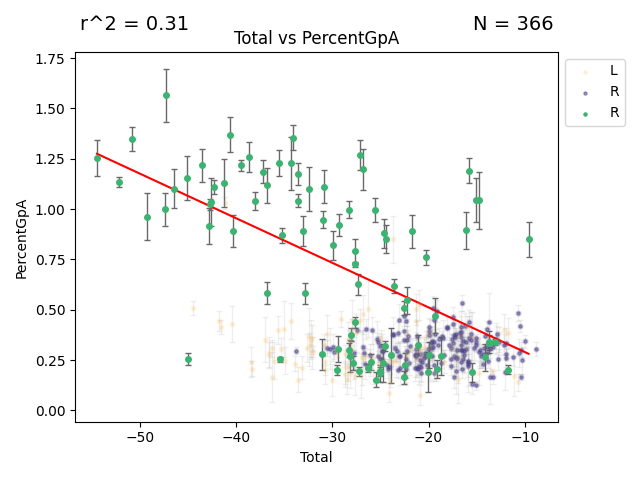 r^2 = 0.31
N = 366
Total vs PercentGpA
1.75
1.50
1.25
1.00
0.75
0.50
0.25
0.00
PercentGpA
−50 −40 −30 −20 −10
Total
L
R
R